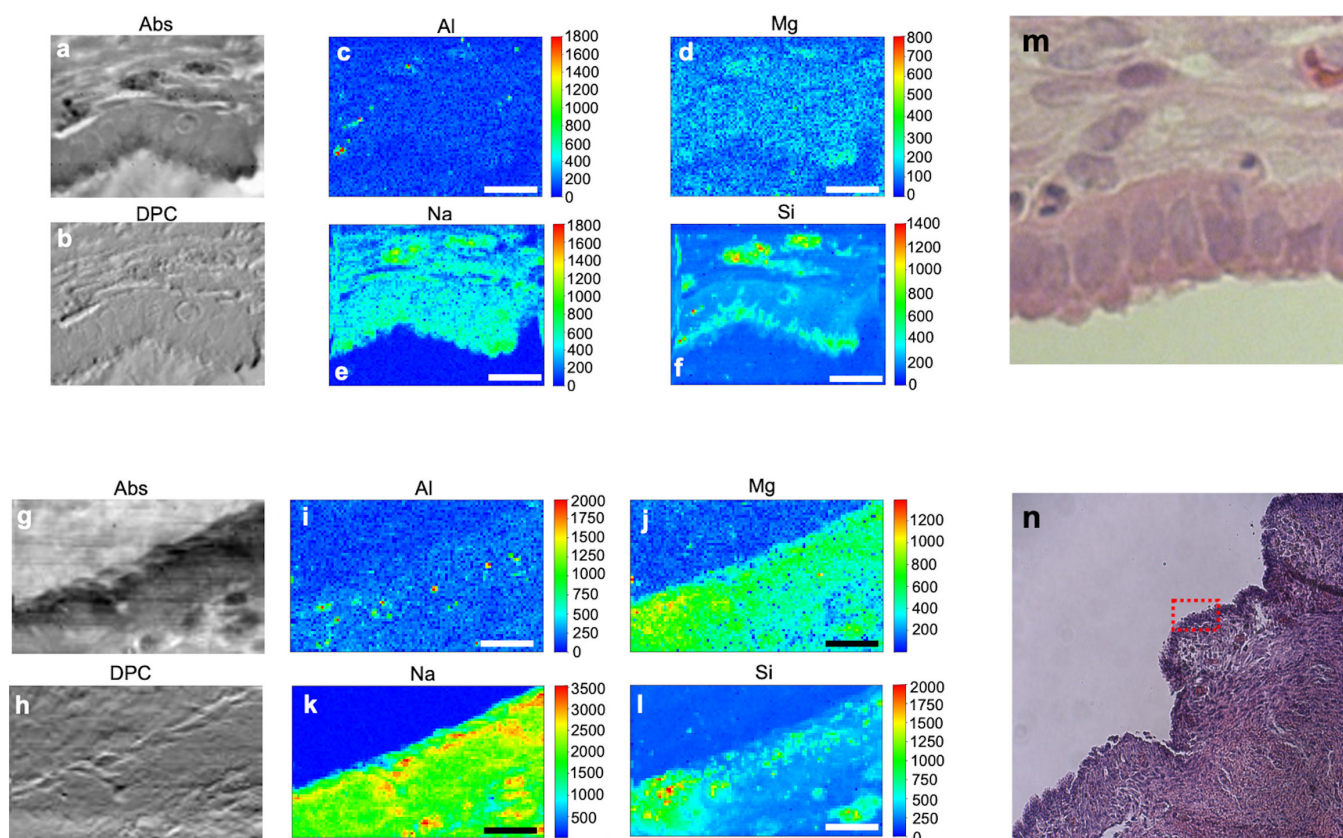 Abs
a
Al
c
1800
1600
1400
1200
1000
800
600
400
200
0
Mg
d
800
700
600
500
400
300
200
100
0
m
DPC
b
Na
e
1800
1600
1400
1200
1000
800
600
400
200
0
Si
f
1400
1200
1000
800
600
400
200
0
Abs
g
Al
i
2000
1750
1500
1250
1000
750
500
250
0
Mg
j
1200
1000
800
600
400
200
n
DPC
h
Na
k
3500
3000
2500
2000
1500
1000
500
0
Si
l
2000
1750
1500
1250
1000
750
500
250
0